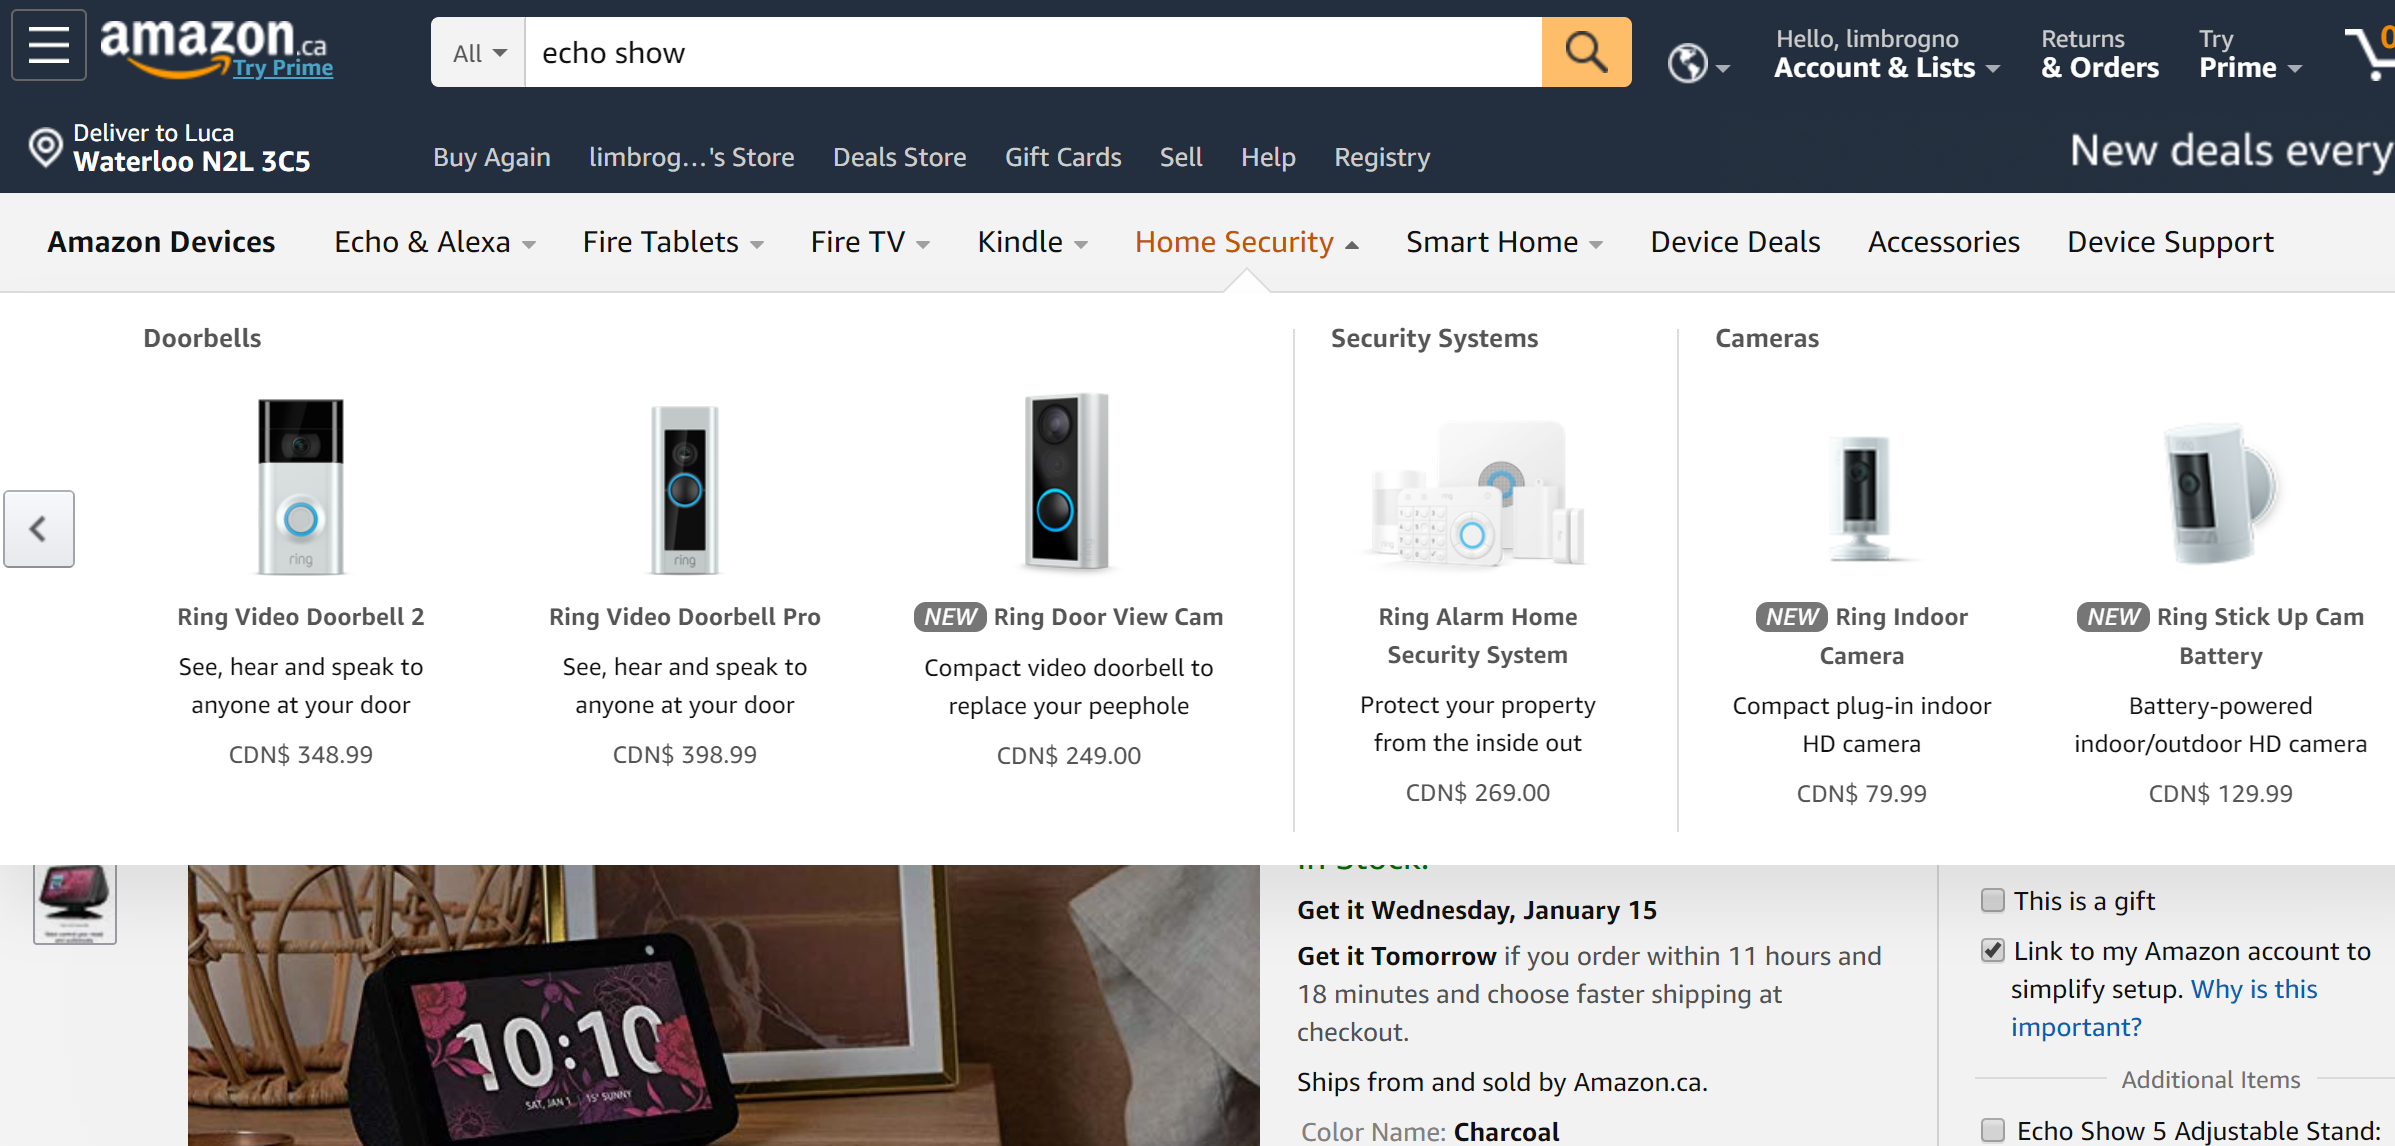 amazon.ca
Try Prime
All
echo show
Hello, limbrogno
Account & Lists
Returns
& Orders
Try
Prime
0
Deliver to Luca
Waterloo N2L 3C5
Buy Again
limbrog...'s Store
Deals Store
Gift Cards
Sell
Help
Registry
New deals every
Amazon Devices
Echo & Alexa
Fire Tablets
Fire TV
Kindle
Home Security
Smart Home
Device Deals
Accessories
Device Support
Doorbells
ring
Ring Video Doorbell 2
See, hear and speak to
anyone at your door
CDN$ 348.99
ring
Ring Video Doorbell Pro
See, hear and speak to
anyone at your door
CDN$ 398.99
NEW Ring Door View Cam
Compact video doorbell to
replace your peephole
CDN$ 249.00
Security Systems
Ring Alarm Home
Security System
Protect your property
from the inside out
CDN$ 269.00
Cameras
NEW Ring Indoor
Camera
Compact plug-in indoor
HD camera
CDN$ 79.99
NEW Ring Stick Up Cam
Battery
Battery-powered
indoor/outdoor HD camera
CDN$ 129.99
10:10
SAT, JAN 1 15° SUNNY
In Stock.
Get it Wednesday, January 15
Get it Tomorrow if you order within 11 hours and
18 minutes and choose faster shipping at
checkout.
Ships from and sold by Amazon.ca.
Color Name: Charcoal
This is a gift
Link to my Amazon account to
simplify setup. Why is this
important?
Additional Items
Echo Show 5 Adjustable Stand: